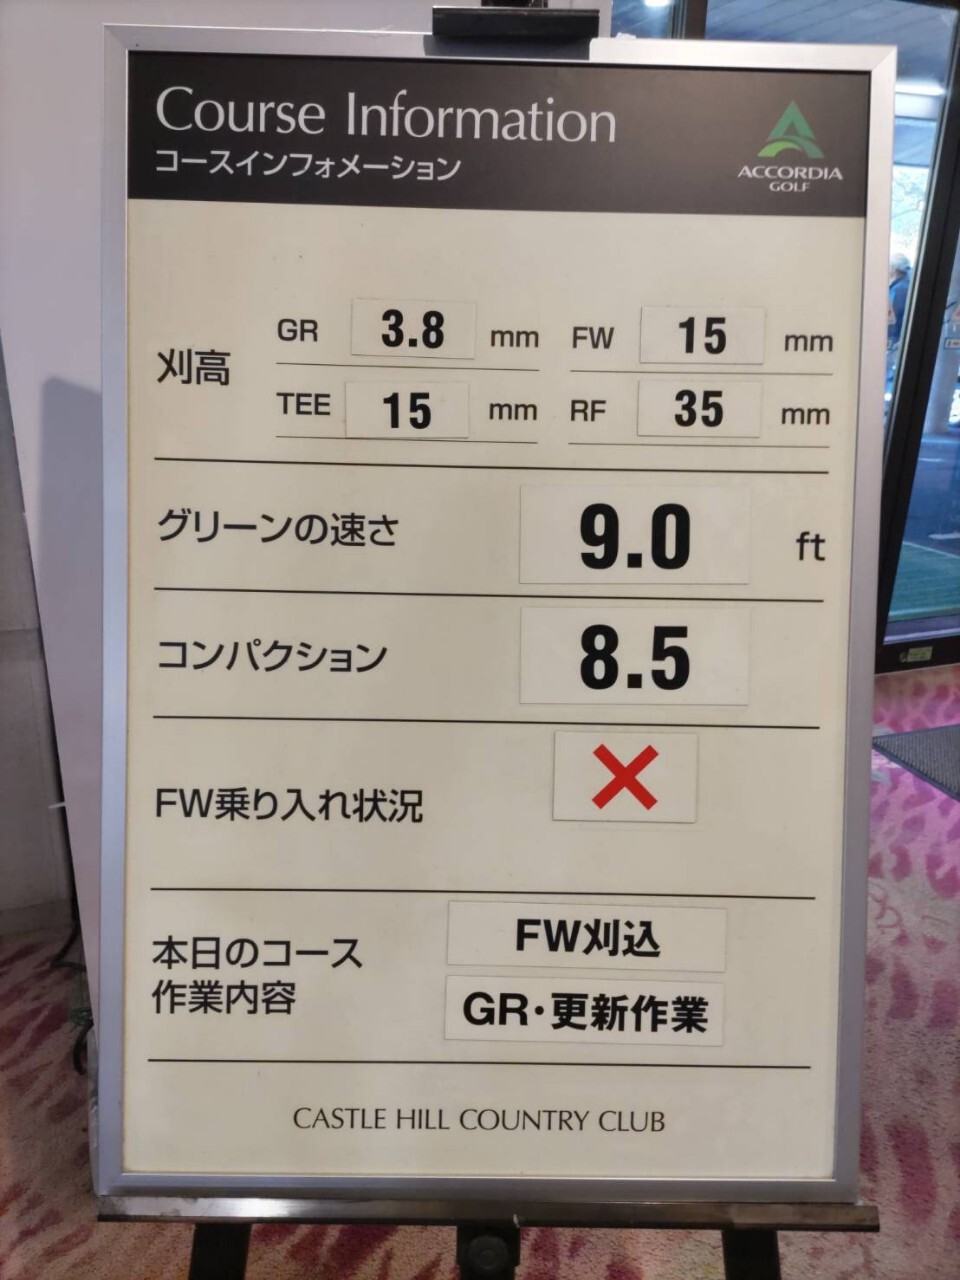 Course Information
コースインフォメーション
ACCORDIA
GOLF
刈高
GR 3.8 mm FW 15 mm
TEE 15 mm RF 35 mm
グリーンの速さ 9.0 ft
コンパクション 8.5
FW乗り入れ状況 ✕
本日のコース
作業内容
FW刈込
GR・更新作業
CASTLE HILL COUNTRY CLUB